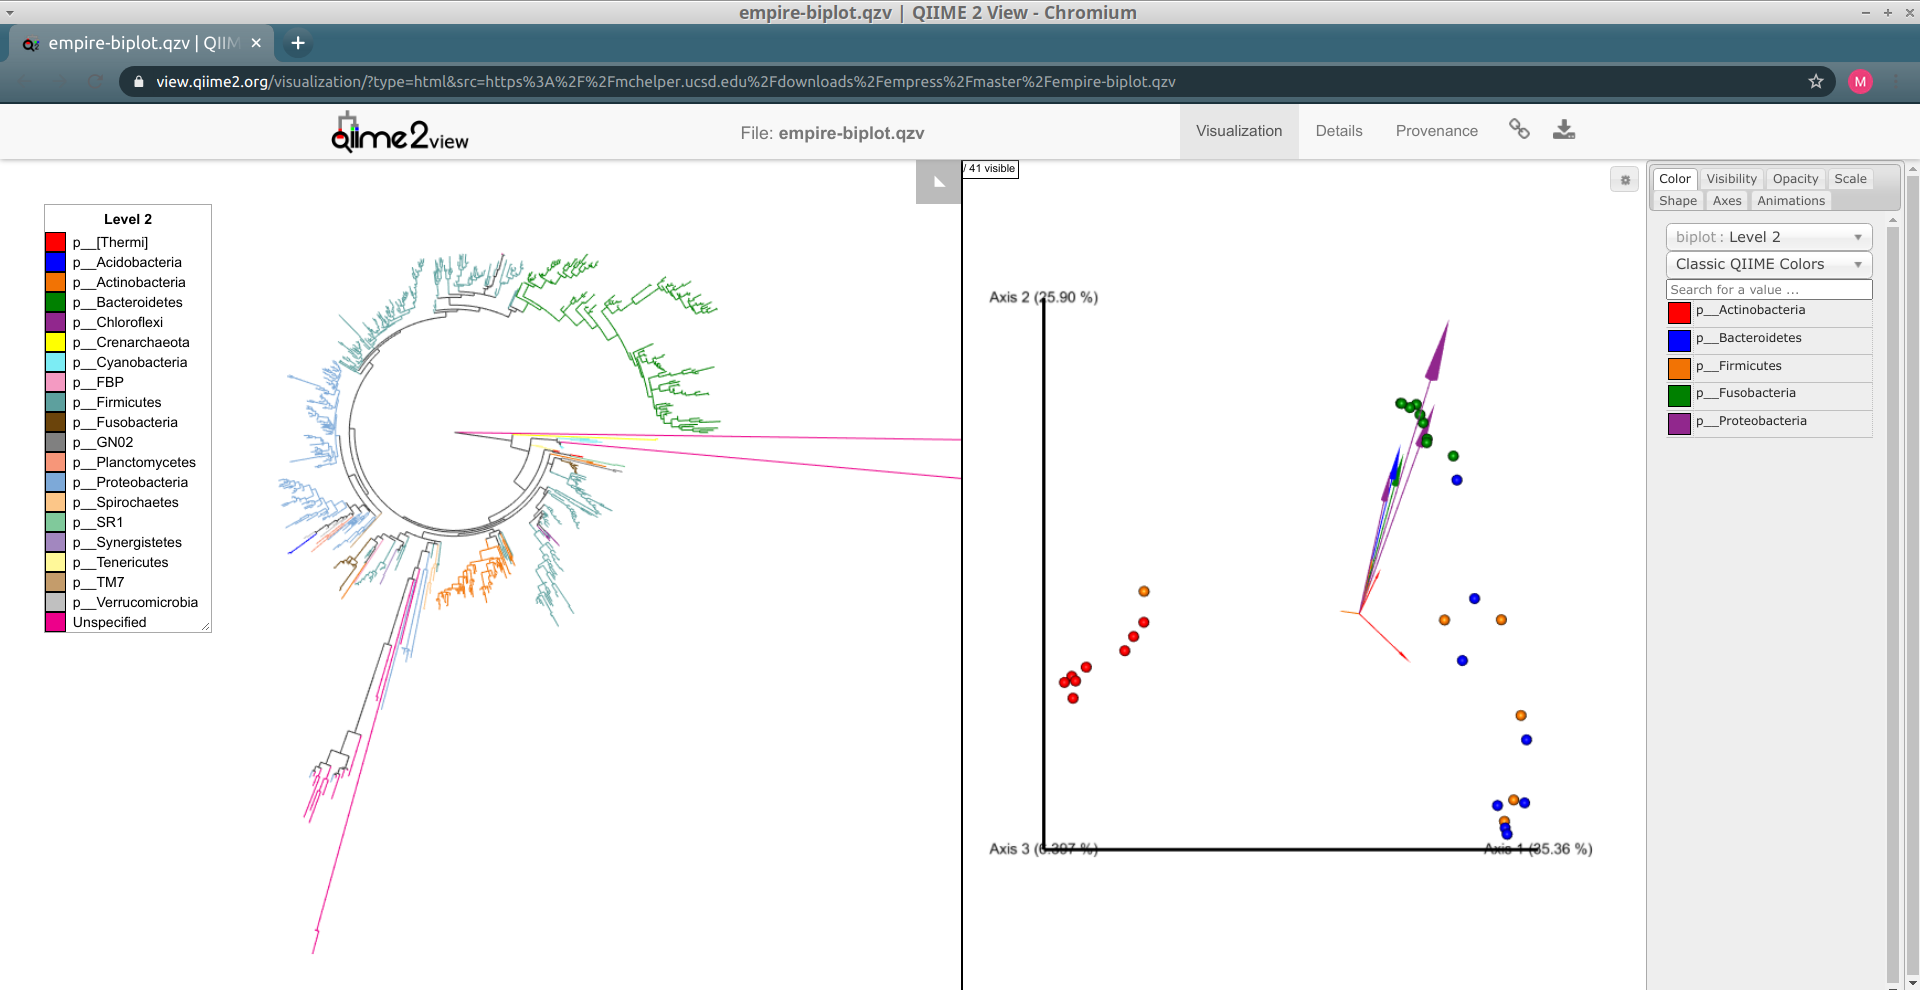 empire-biplot.qzv | QIIME 2 View - Chromium
empire-biplot.qzv | QIIM
view.qiime2.org/visualization/?type=html&src=https%3A%2F%2Fmchelper.ucsd.edu%2Fdownloads%2Fempress%2Fmaster%2Fempire-biplot.qzv
M
qiime2view
File: empire-biplot.qzv
Visualization
Details
Provenance
/ 41 visible
Level 2
p__[Thermi]
p__Acidobacteria
p__Actinobacteria
p__Bacteroidetes
p__Chloroflexi
p__Crenarchaeota
p__Cyanobacteria
p__FBP
p__Firmicutes
p__Fusobacteria
p__GN02
p__Planctomycetes
p__Proteobacteria
p__Spirochaetes
p__SR1
p__Synergistetes
p__Tenericutes
p__TM7
p__Verrucomicrobia
Unspecified
Axis 2 (25.90 %)
Axis 3 (6.397 %)
Axis 1 (35.36 %)
Color Visibility Opacity Scale
Shape Axes Animations
biplot : Level 2
Classic QIIME Colors
Search for a value ...
p__Actinobacteria
p__Bacteroidetes
p__Firmicutes
p__Fusobacteria
p__Proteobacteria